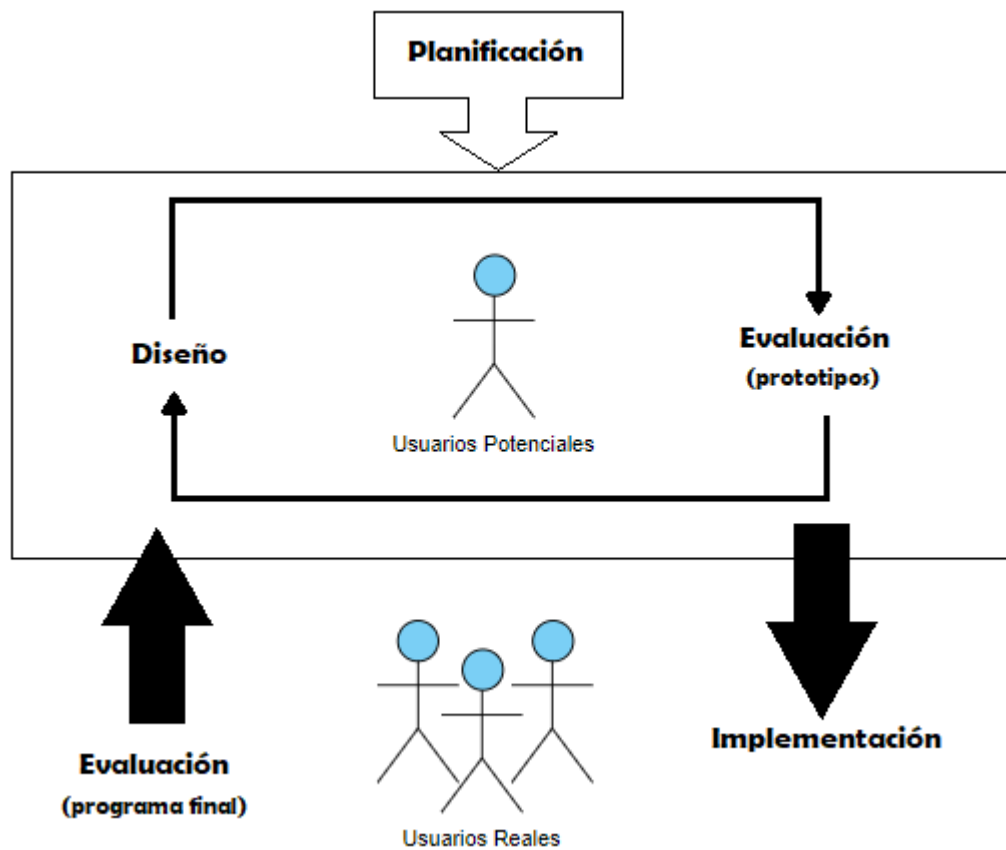 Planificación
Diseño
Evaluación
(prototipos)
Usuarios Potenciales
Evaluación
(programa final)
Implementación
Usuarios Reales